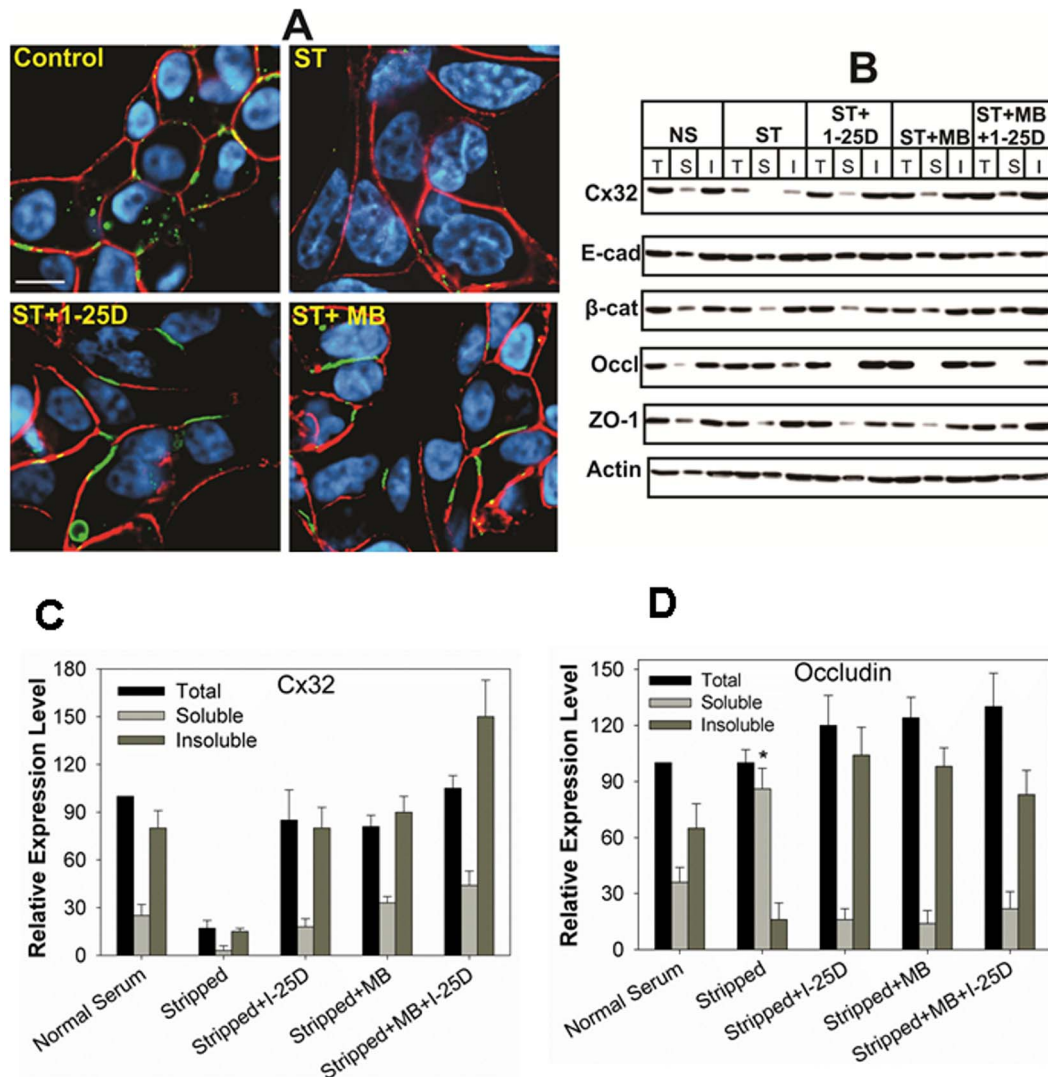 A
Control
ST
ST+1-25D
ST+ MB
B
NS ST ST+ 1-25D ST+MB ST+MB +1-25D
T S I T S I T S I T S I T S I
Cx32
E-cad
β-cat
Occl
ZO-1
Actin
C
Cx32
Total
Soluble
Insoluble
Relative Expression Level
180
150
120
90
60
30
0
Normal Serum
Stripped
Stripped+I-25D
Stripped+MB
Stripped+MB+I-25D
D
Occludin
Total
Soluble
Insoluble
*
Relative Expression Level
150
120
90
60
30
0
Normal Serum
Stripped
Stripped+I-25D
Stripped+MB
Stripped+MB+I-25D